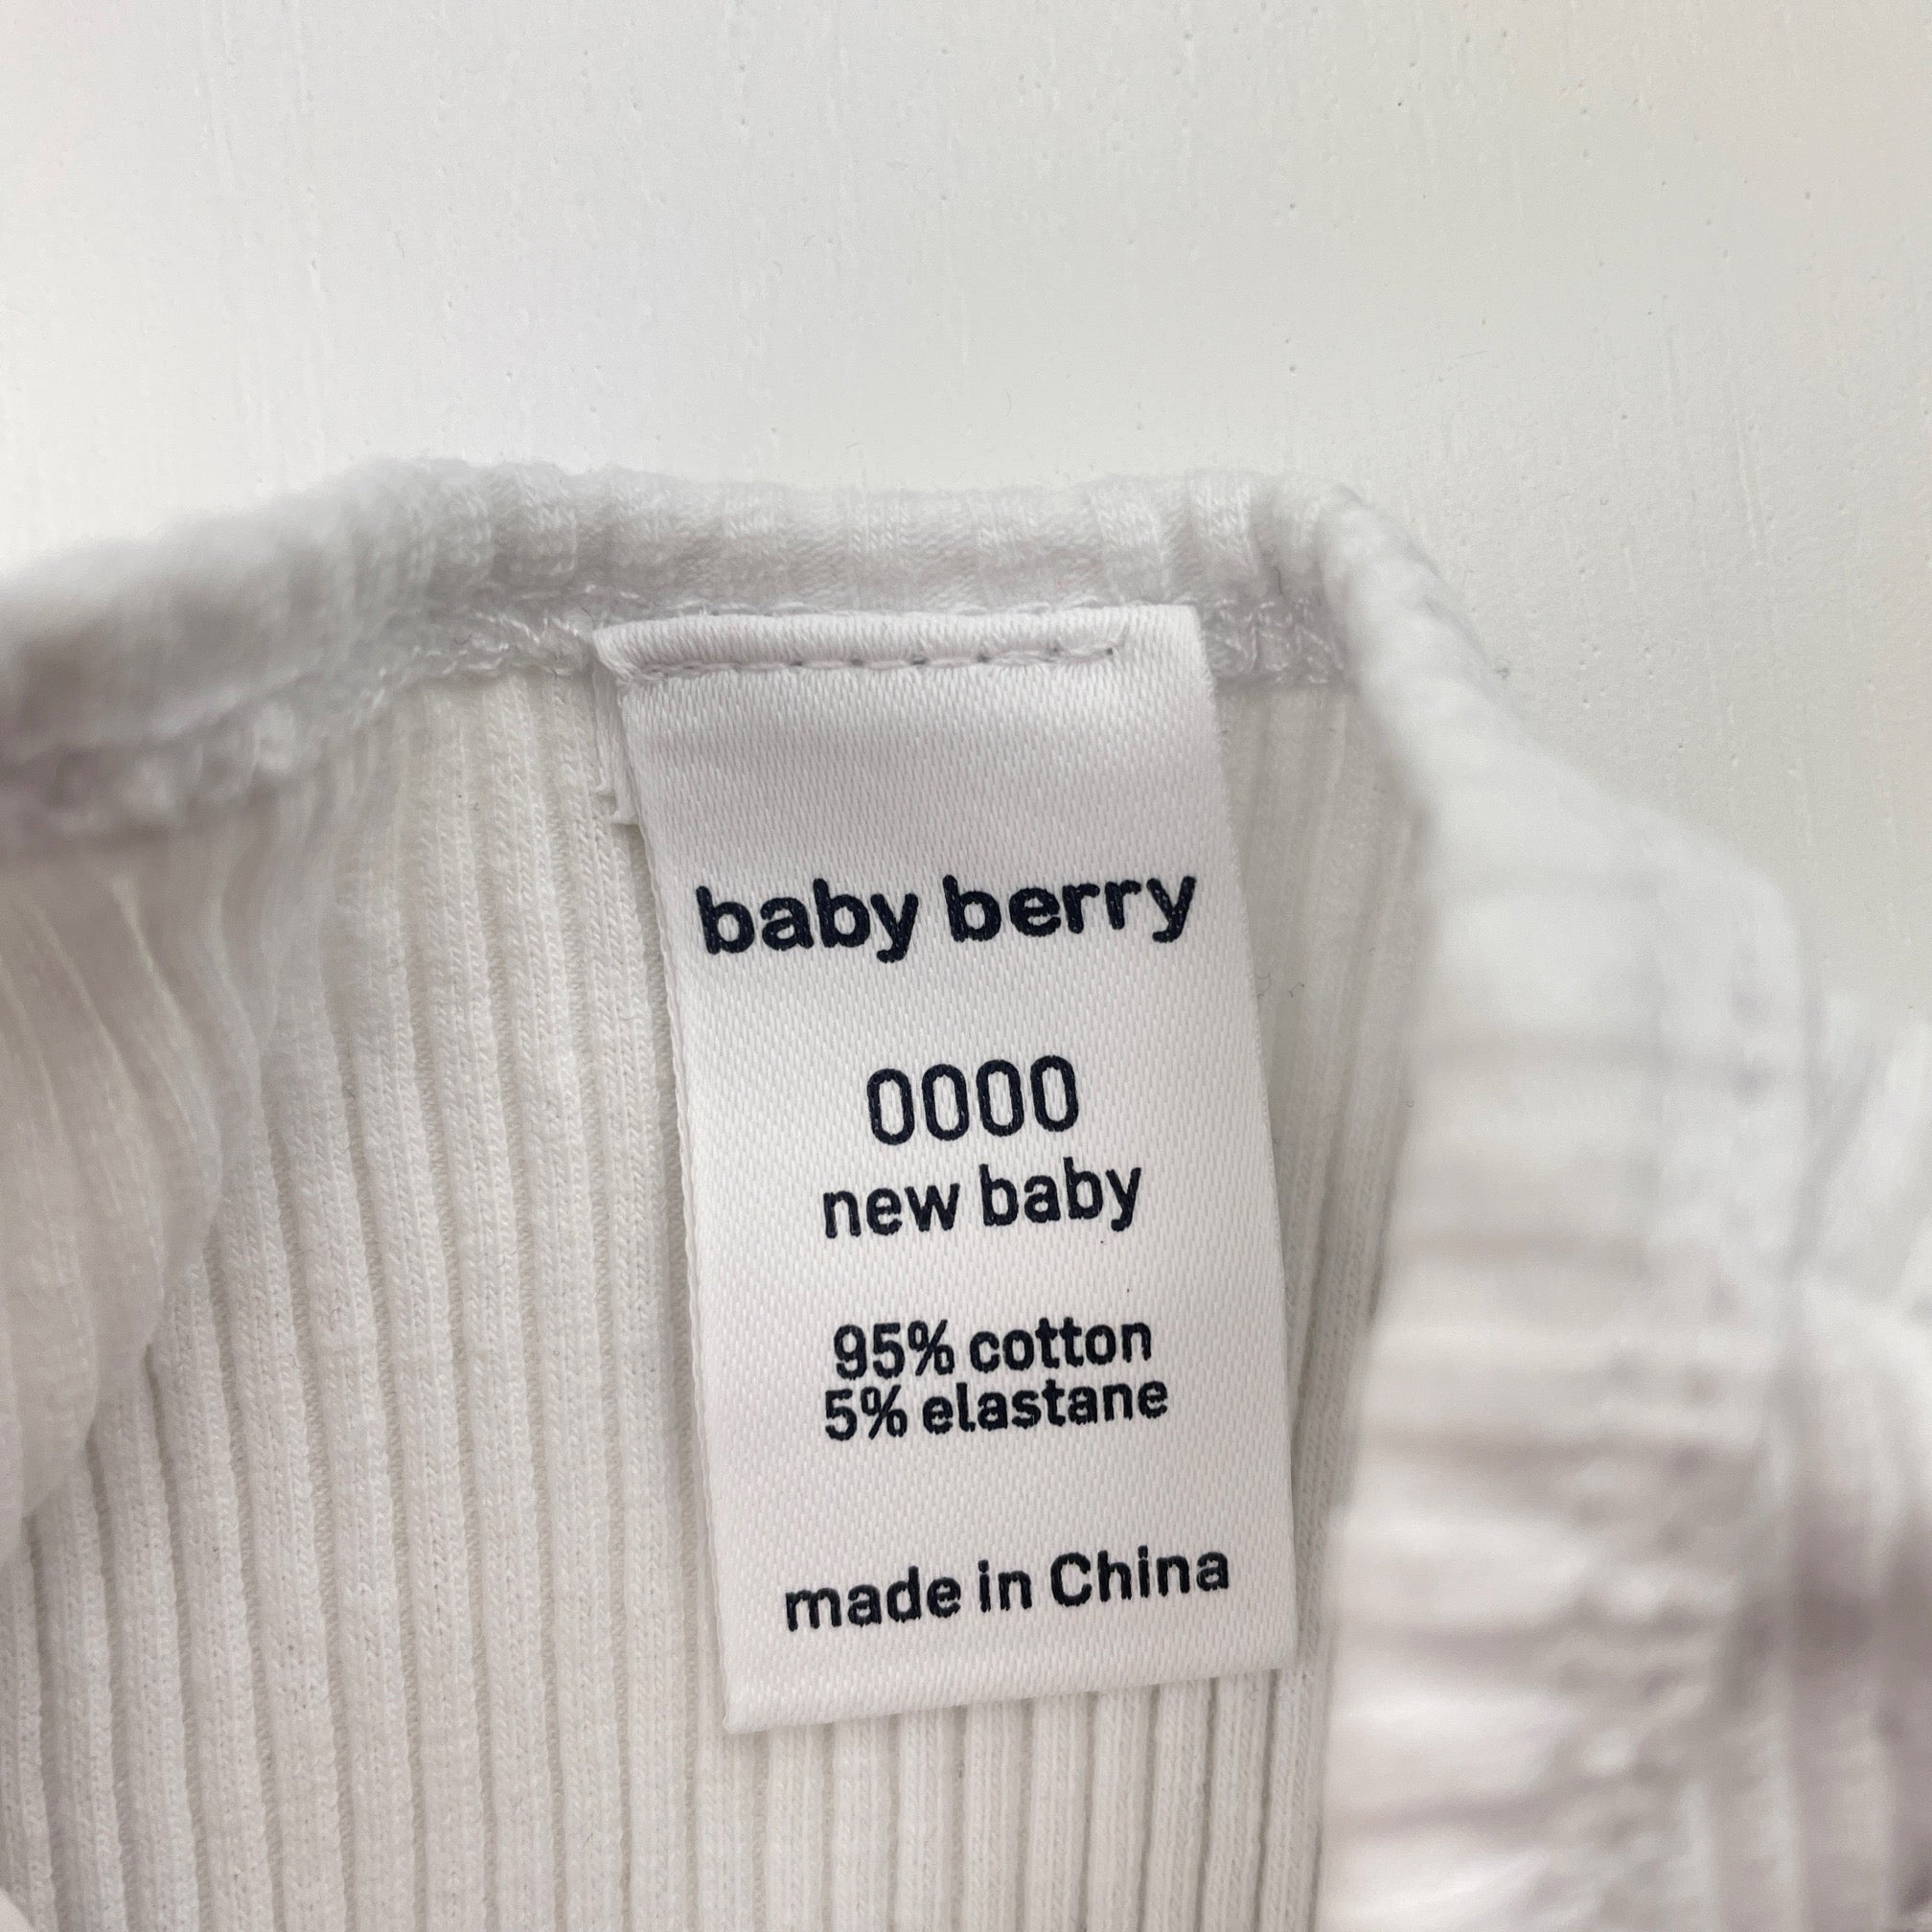 baby berry
0000
new baby
95% cotton
5% elastane
made in China